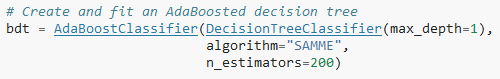 # Create and fit an AdaBoosted decision tree
bdt = AdaBoostClassifier(DecisionTreeClassifier(max_depth=1),
algorithm="SAMME",
n_estimators=200)